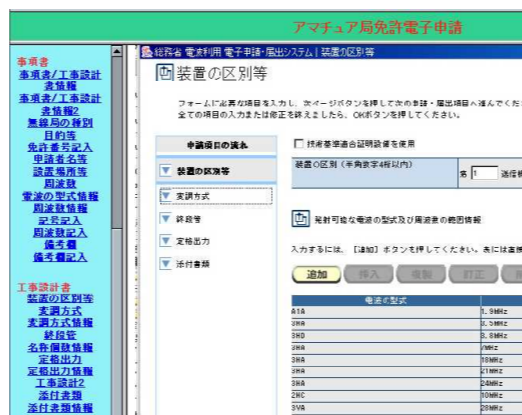 アマチュア局免許電子申請
事項書
事項書/工事設計
書情報
事項書/工事設計
書情報2
無線局の種別
目的等
免許番号記入
申請者名等
設置場所等
周波数
電波の型式情報
周波数情報
記号記入
周波数記入
備考欄
備考欄記入
工事設計書
装置の区別等
変調方式
変調方式情報
終段管
名称個数情報
定格出力
定格出力情報
工事設計2
添付書類
添付書類情報
総務省 電波利用 電子申請・届出システム | 装置の区別等
装置の区別等
フォームに必要な項目を入力し、次ページボタンを押して次の申請・届出項目へ進んでくだ
全ての項目の入力または修正を終えましたら、OKボタンを押してください。
申請項目の流れ
装置の区別等
変調方式
終段管
定格出力
添付書類
技術基準適合証明設備を使用
装置の区別(半角数字4桁以内)
第 1 送信機
発射可能な電波の型式及び周波数の範囲情報
入力するには、[追加] ボタンを押してください。表には直接
追加 挿入 複製 訂正
電波の型式
A1A 1.9MHz
3HA 3.5MHz
3HD 3.8MHz
3HA 7MHz
3HA 18MHz
3HA 21MHz
3HA 24MHz
2HC 10MHz
3VA 28MHz